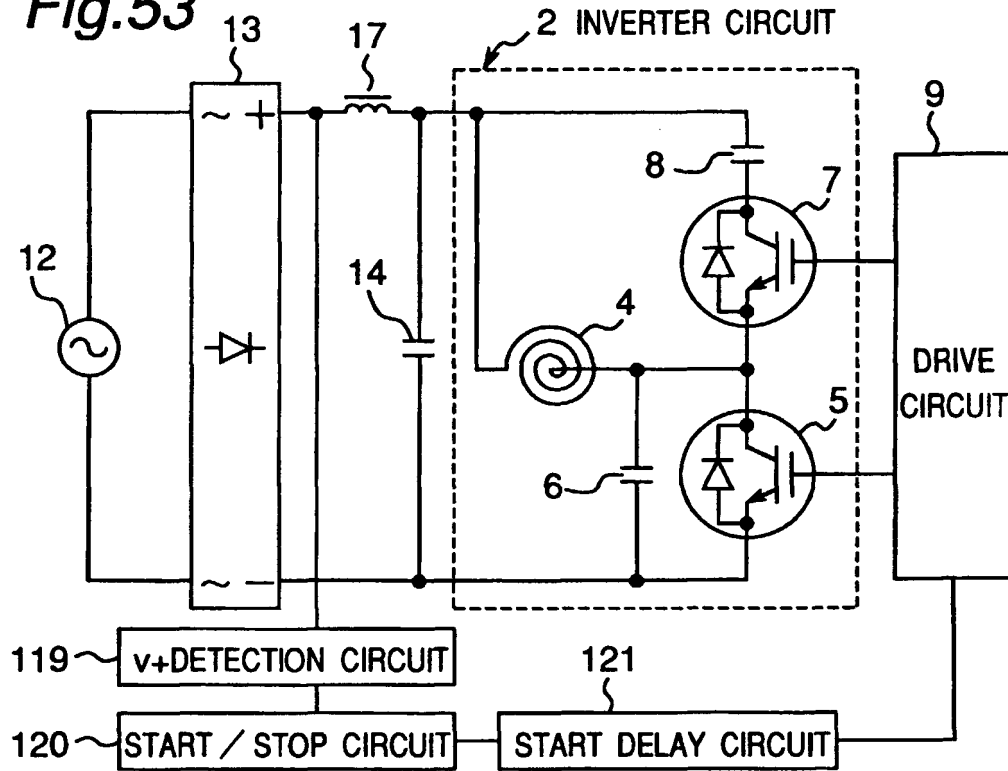 Fig.53
13
17
2 INVERTER CIRCUIT
9
~ +
8
7
12
14
4
DRIVE
CIRCUIT
5
6
~ −
119
v+DETECTION CIRCUIT
121
120
START / STOP CIRCUIT
START DELAY CIRCUIT